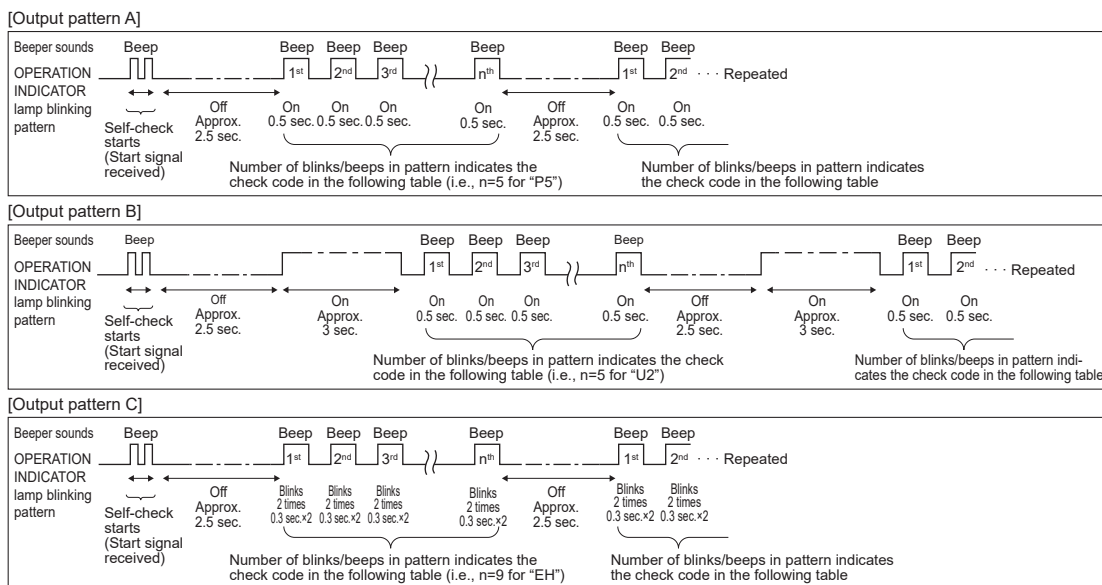 [Output pattern A]
Beeper sounds Beep Beep Beep Beep Beep Beep Beep
1st 2nd 3rd nth 1st 2nd · · · Repeated
OPERATION
INDICATOR
lamp blinking
pattern
Self-check
starts
(Start signal
received)
Off
Approx.
2.5 sec.
On
0.5 sec.
On
0.5 sec.
On
0.5 sec.
On
0.5 sec.
Off
Approx.
2.5 sec.
On
0.5 sec.
On
0.5 sec.
Number of blinks/beeps in pattern indicates the
check code in the following table (i.e., n=5 for “P5”)
Number of blinks/beeps in pattern indicates
the check code in the following table
[Output pattern B]
Beeper sounds Beep Beep Beep Beep Beep Beep Beep
1st 2nd 3rd nth 1st 2nd · · · Repeated
OPERATION
INDICATOR
lamp blinking
pattern
Self-check
starts
(Start signal
received)
Off
Approx.
2.5 sec.
On
Approx.
3 sec.
On
0.5 sec.
On
0.5 sec.
On
0.5 sec.
On
0.5 sec.
Off
Approx.
2.5 sec.
On
Approx.
3 sec.
On
0.5 sec.
On
0.5 sec.
Number of blinks/beeps in pattern indicates the check
code in the following table (i.e., n=5 for “U2”)
Number of blinks/beeps in pattern indi-
cates the check code in the following table
[Output pattern C]
Beeper sounds Beep Beep Beep Beep Beep Beep Beep
1st 2nd 3rd nth 1st 2nd · · · Repeated
OPERATION
INDICATOR
lamp blinking
pattern
Self-check
starts
(Start signal
received)
Off
Approx.
2.5 sec.
Blinks
2 times
0.3 sec.×2
Blinks
2 times
0.3 sec.×2
Blinks
2 times
0.3 sec.×2
Blinks
2 times
0.3 sec.×2
Off
Approx.
2.5 sec.
Blinks
2 times
0.3 sec.×2
Blinks
2 times
0.3 sec.×2
Number of blinks/beeps in pattern indicates the
check code in the following table (i.e., n=9 for “EH”)
Number of blinks/beeps in pattern indicates
the check code in the following table